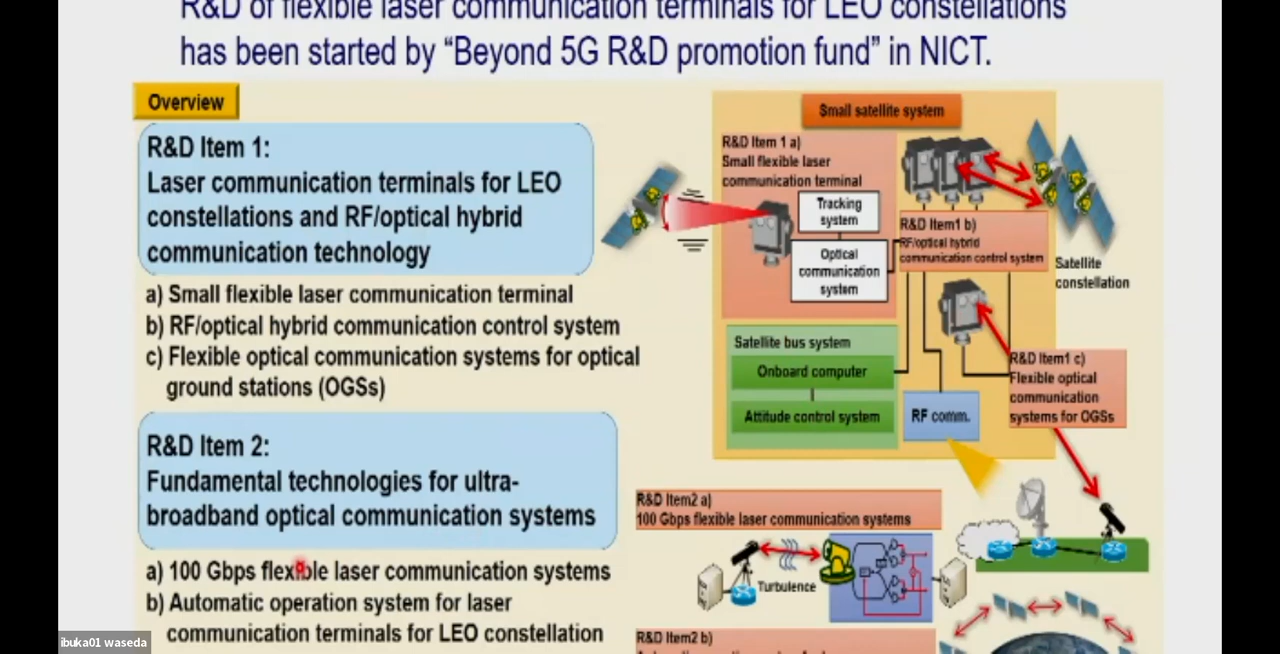 R&D of flexible laser communication terminals for LEO constellations
has been started by “Beyond 5G R&D promotion fund” in NICT.
Overview
R&D Item 1:
Laser communication terminals for LEO
constellations and RF/optical hybrid
communication technology
a) Small flexible laser communication terminal
b) RF/optical hybrid communication control system
c) Flexible optical communication systems for optical
ground stations (OGSs)
R&D Item 2:
Fundamental technologies for ultra-
broadband optical communication systems
a) 100 Gbps flexible laser communication systems
b) Automatic operation system for laser
communication terminals for LEO constellation
Small satellite system
R&D Item 1 a)
Small flexible laser
communication terminal
Tracking
system
Optical
communication
system
R&D Item1 b)
RF/optical hybrid
communication control system
Satellite
constellation
Satellite bus system
Onboard computer
Attitude control system
RF comm.
R&D Item1 c)
Flexible optical
communication
systems for OGSs
R&D Item2 a)
100 Gbps flexible laser communication systems
Turbulence
R&D Item2 b)
ibuka01 waseda